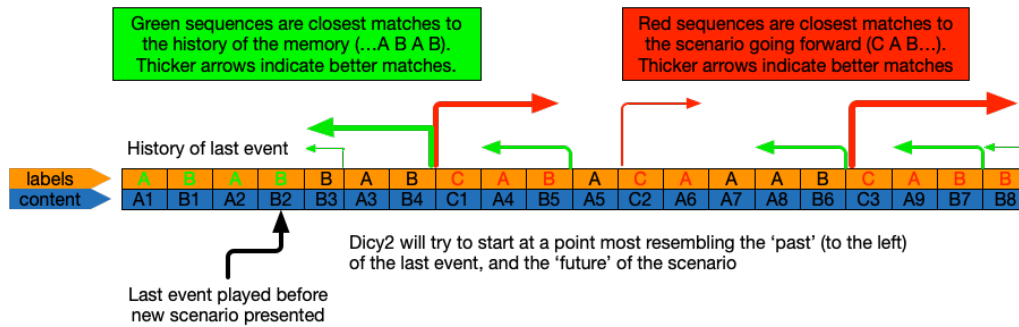 Green sequences are closest matches to
the history of the memory (…A B A B).
Thicker arrows indicate better matches.
Red sequences are closest matches to
the scenario going forward (C A B…).
Thicker arrows indicate better matches
History of last event
labels A B A B B A B C A B A C A A A B C A B B
content A1 B1 A2 B2 B3 A3 B4 C1 A4 B5 A5 C2 A6 A7 A8 B6 C3 A9 B7 B8
Dicy2 will try to start at a point most resembling the ‘past’ (to the left)
of the last event, and the ‘future’ of the scenario
Last event played before
new scenario presented